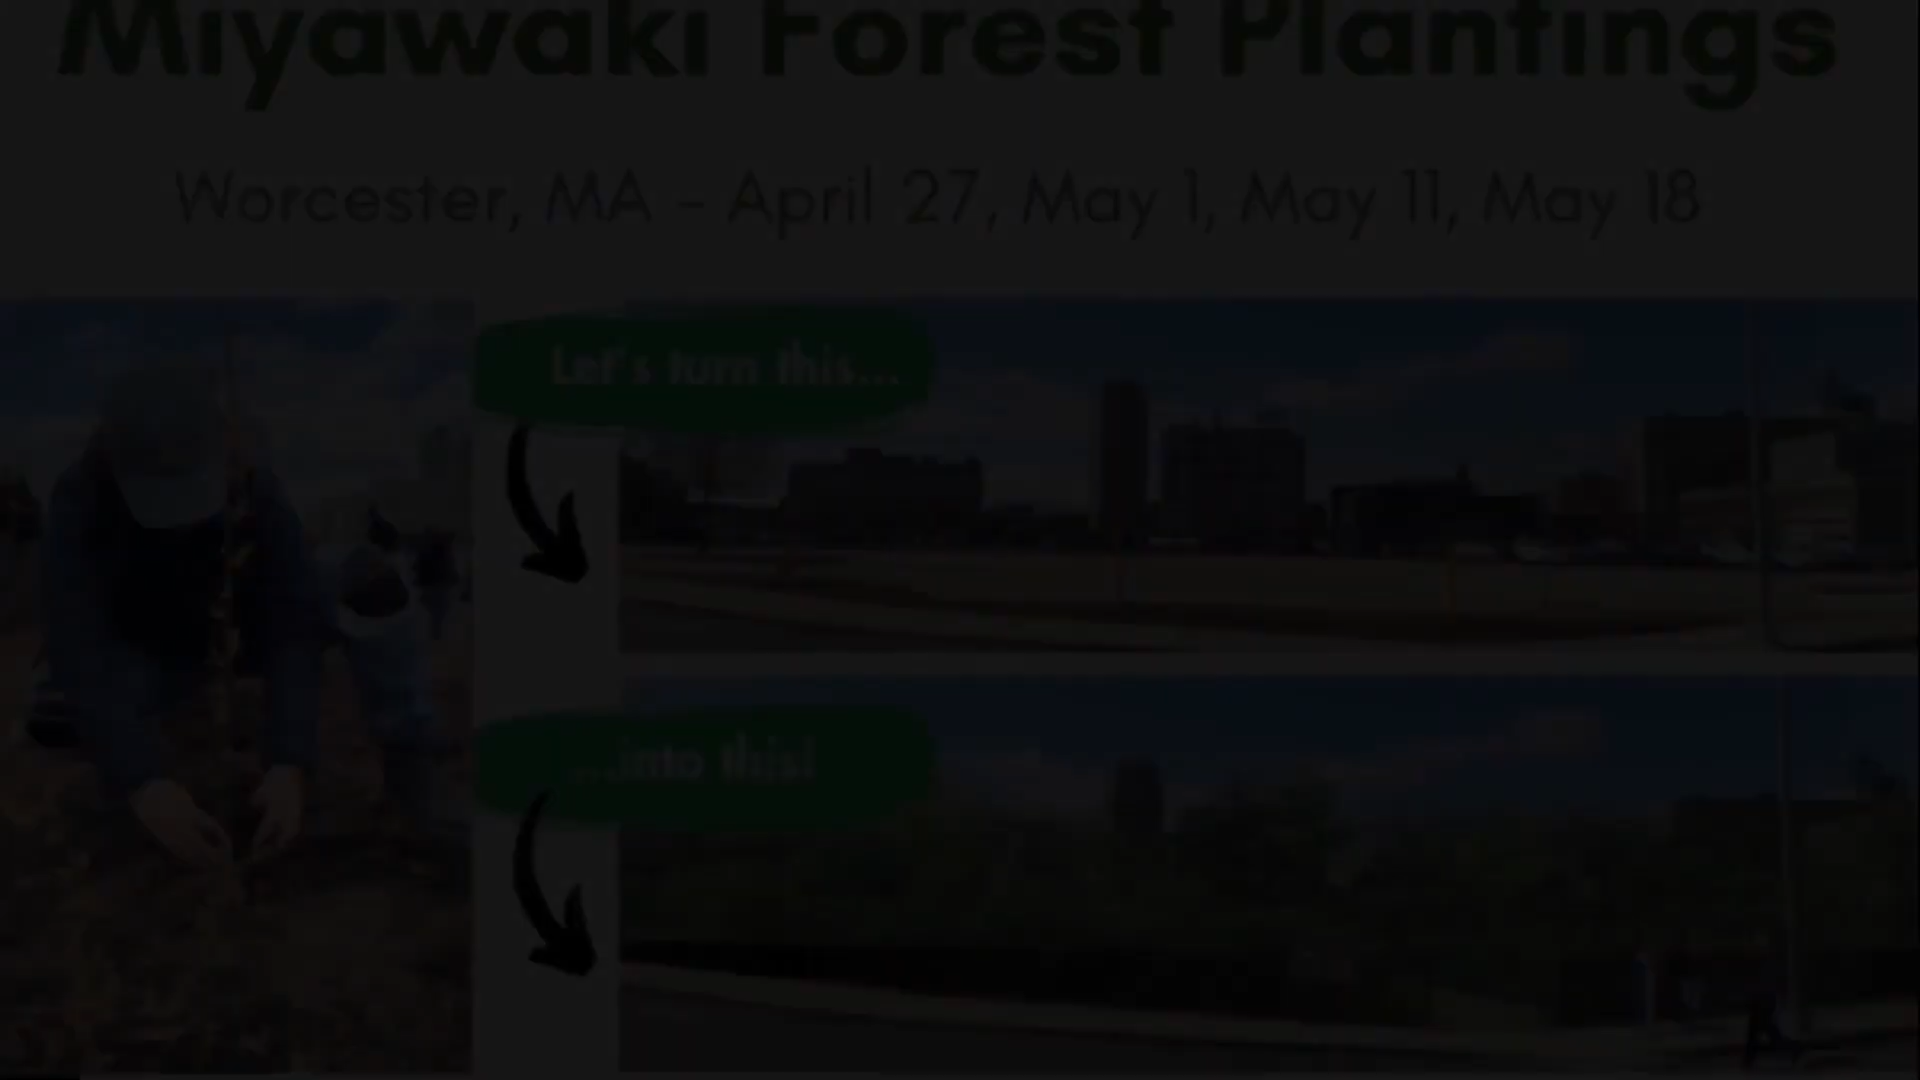 Miyawaki Forest Plantings
Worcester, MA - April 27, May 1, May 11, May 18
Let's turn this...
...into this!